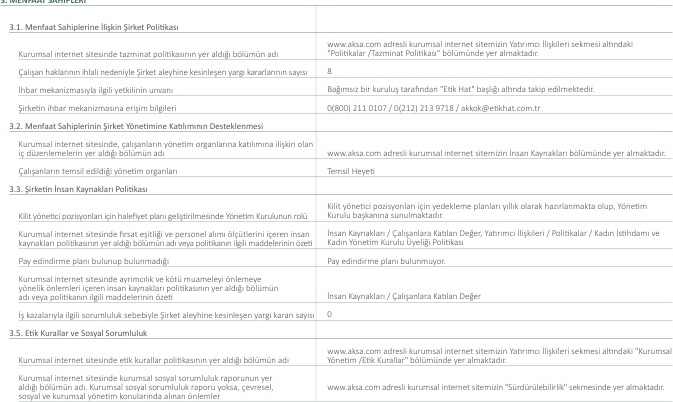 3. MENFAAT SAHİPLERİ
3.1. Menfaat Sahiplerine İlişkin Şirket Politikası
Kurumsal internet sitesinde tazminat politikasının yer aldığı bölümün adı
www.aksa.com adresli kurumsal internet sitemizin Yatırımcı İlişkileri sekmesi altındaki
"Politikalar /Tazminat Politikası" bölümünde yer almaktadır.
Çalışan haklarının ihlali nedeniyle Şirket aleyhine kesinleşen yargı kararlarının sayısı
8
İhbar mekanizmasıyla ilgili yetkilinin unvanı
Bağımsız bir kuruluş tarafından "Etik Hat" başlığı altında takip edilmektedir.
Şirketin ihbar mekanizmasına erişim bilgileri
0(800) 211 0107 / 0(212) 213 9718 / akkok@etikhat.com.tr
3.2. Menfaat Sahiplerinin Şirket Yönetimine Katılımının Desteklenmesi
Kurumsal internet sitesinde, çalışanların yönetim organlarına katılımına ilişkin olan
iç düzenlemelerin yer aldığı bölümün adı
www.aksa.com adresli kurumsal internet sitemizin İnsan Kaynakları bölümünde yer almaktadır.
Çalışanların temsil edildiği yönetim organları
Temsil Heyeti
3.3. Şirketin İnsan Kaynakları Politikası
Kilit yönetici pozisyonları için halefiyet planı geliştirilmesinde Yönetim Kurulunun rolü
Kilit yönetici pozisyonları için yedekleme planları yıllık olarak hazırlanmakta olup, Yönetim
Kurulu başkanına sunulmaktadır.
Kurumsal internet sitesinde fırsat eşitliği ve personel alımı ölçütlerini içeren insan
kaynakları politikasının yer aldığı bölümün adı veya politikanın ilgili maddelerinin özeti
İnsan Kaynakları / Çalışanlara Katılan Değer, Yatırımcı İlişkileri / Politikalar / Kadın İstihdamı ve
Kadın Yönetim Kurulu Üyeliği Politikası
Pay edindirme planı bulunup bulunmadığı
Pay edindirme planı bulunmuyor.
Kurumsal internet sitesinde ayrımcılık ve kötü muameleyi önlemeye
yönelik önlemleri içeren insan kaynakları politikasının yer aldığı bölümün
adı veya politikanın ilgili maddelerinin özeti
İnsan Kaynakları / Çalışanlara Katılan Değer
İş kazalarıyla ilgili sorumluluk sebebiyle Şirket aleyhine kesinleşen yargı kararı sayısı
0
3.5. Etik Kurallar ve Sosyal Sorumluluk
Kurumsal internet sitesinde etik kurallar politikasının yer aldığı bölümün adı
www.aksa.com adresli kurumsal internet sitemizin Yatırımcı İlişkileri sekmesi altındaki "Kurumsal
Yönetim /Etik Kurallar" bölümünde yer almaktadır.
Kurumsal internet sitesinde kurumsal sosyal sorumluluk raporunun yer
aldığı bölümün adı. Kurumsal sosyal sorumluluk raporu yoksa, çevresel,
sosyal ve kurumsal yönetim konularında alınan önlemler
www.aksa.com adresli kurumsal internet sitemizin "Sürdürülebilirlik" sekmesinde yer almaktadır.